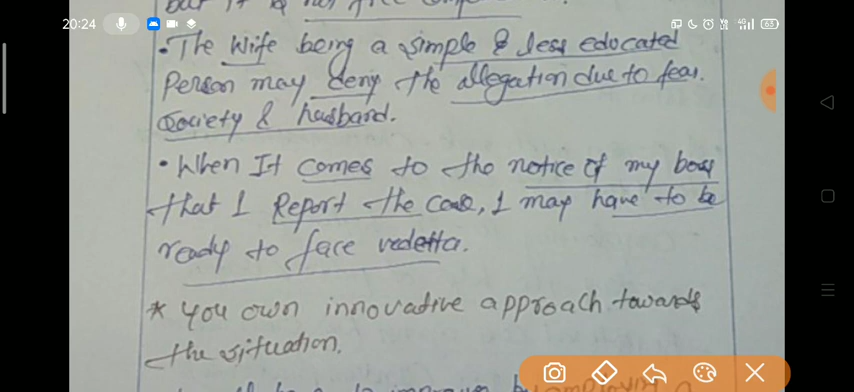 20:24
4G
63
• The wife being a simple & less educated
Person may deny the allegation due to fear.
Society & husband.
• When It comes to the notice of my boss
that I Report the case, I may have to be
ready to face vedetta.
* You own innovative approach towards
the situation.